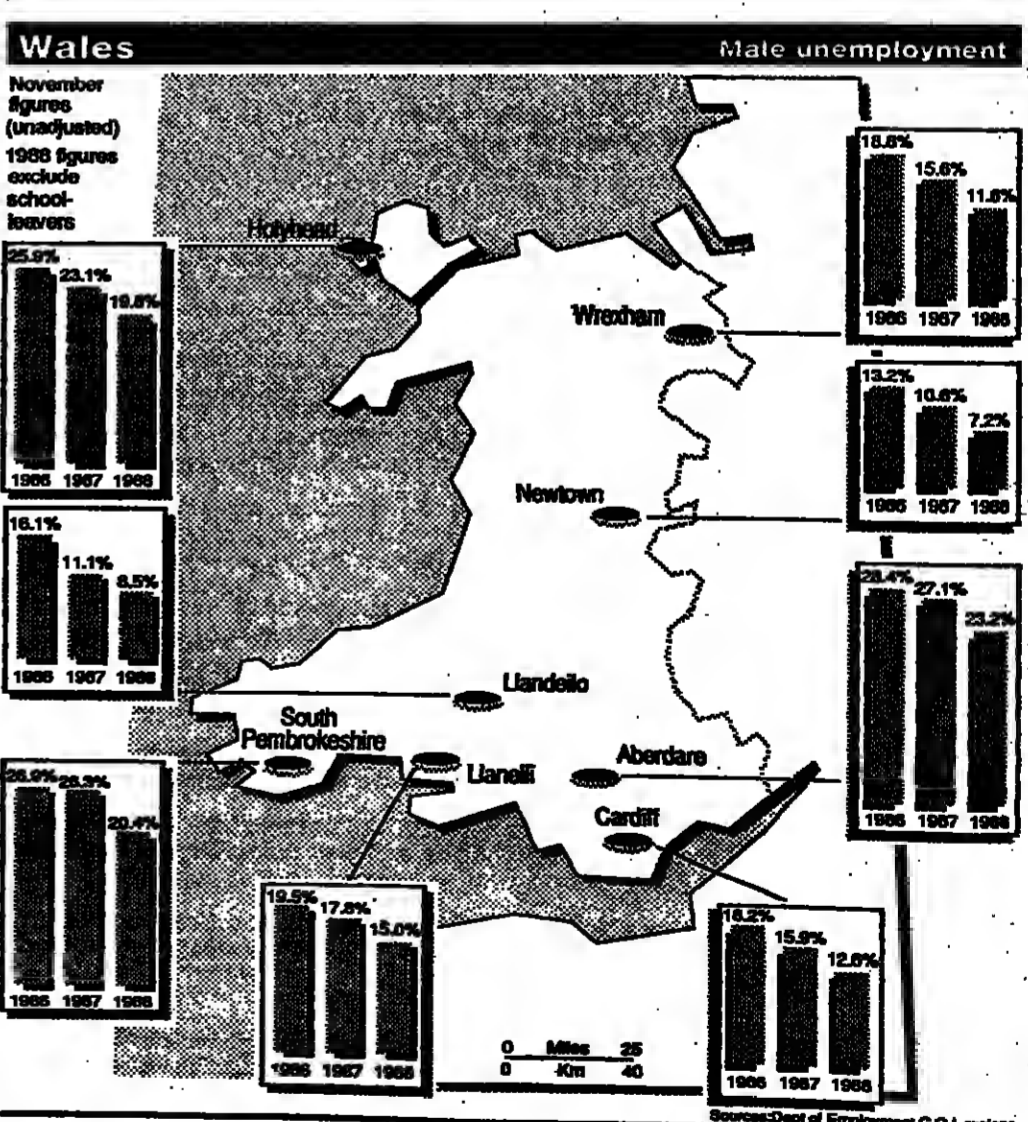 Wales
Male unemployment
November
figures
(unadjusted)
1988 figures
exclude
school-
leavers
Holyhead
25.9%
23.1%
19.8%
1986 1987 1988
Wrexham
18.8%
15.6%
11.8%
1986 1987 1988
Newtown
13.2%
10.6%
7.2%
1986 1987 1988
Llandeilo
16.1%
11.1%
8.5%
1986 1987 1988
South
Pembrokeshire
26.9%
26.3%
20.4%
1986 1987 1988
Llanelli
19.5%
17.8%
15.0%
1986 1987 1988
Aberdare
28.4%
27.1%
23.2%
1986 1987 1988
Cardiff
18.2%
15.9%
12.6%
1986 1987 1988
0 Miles 25
0 Km 40
Sources:Dept of Employment